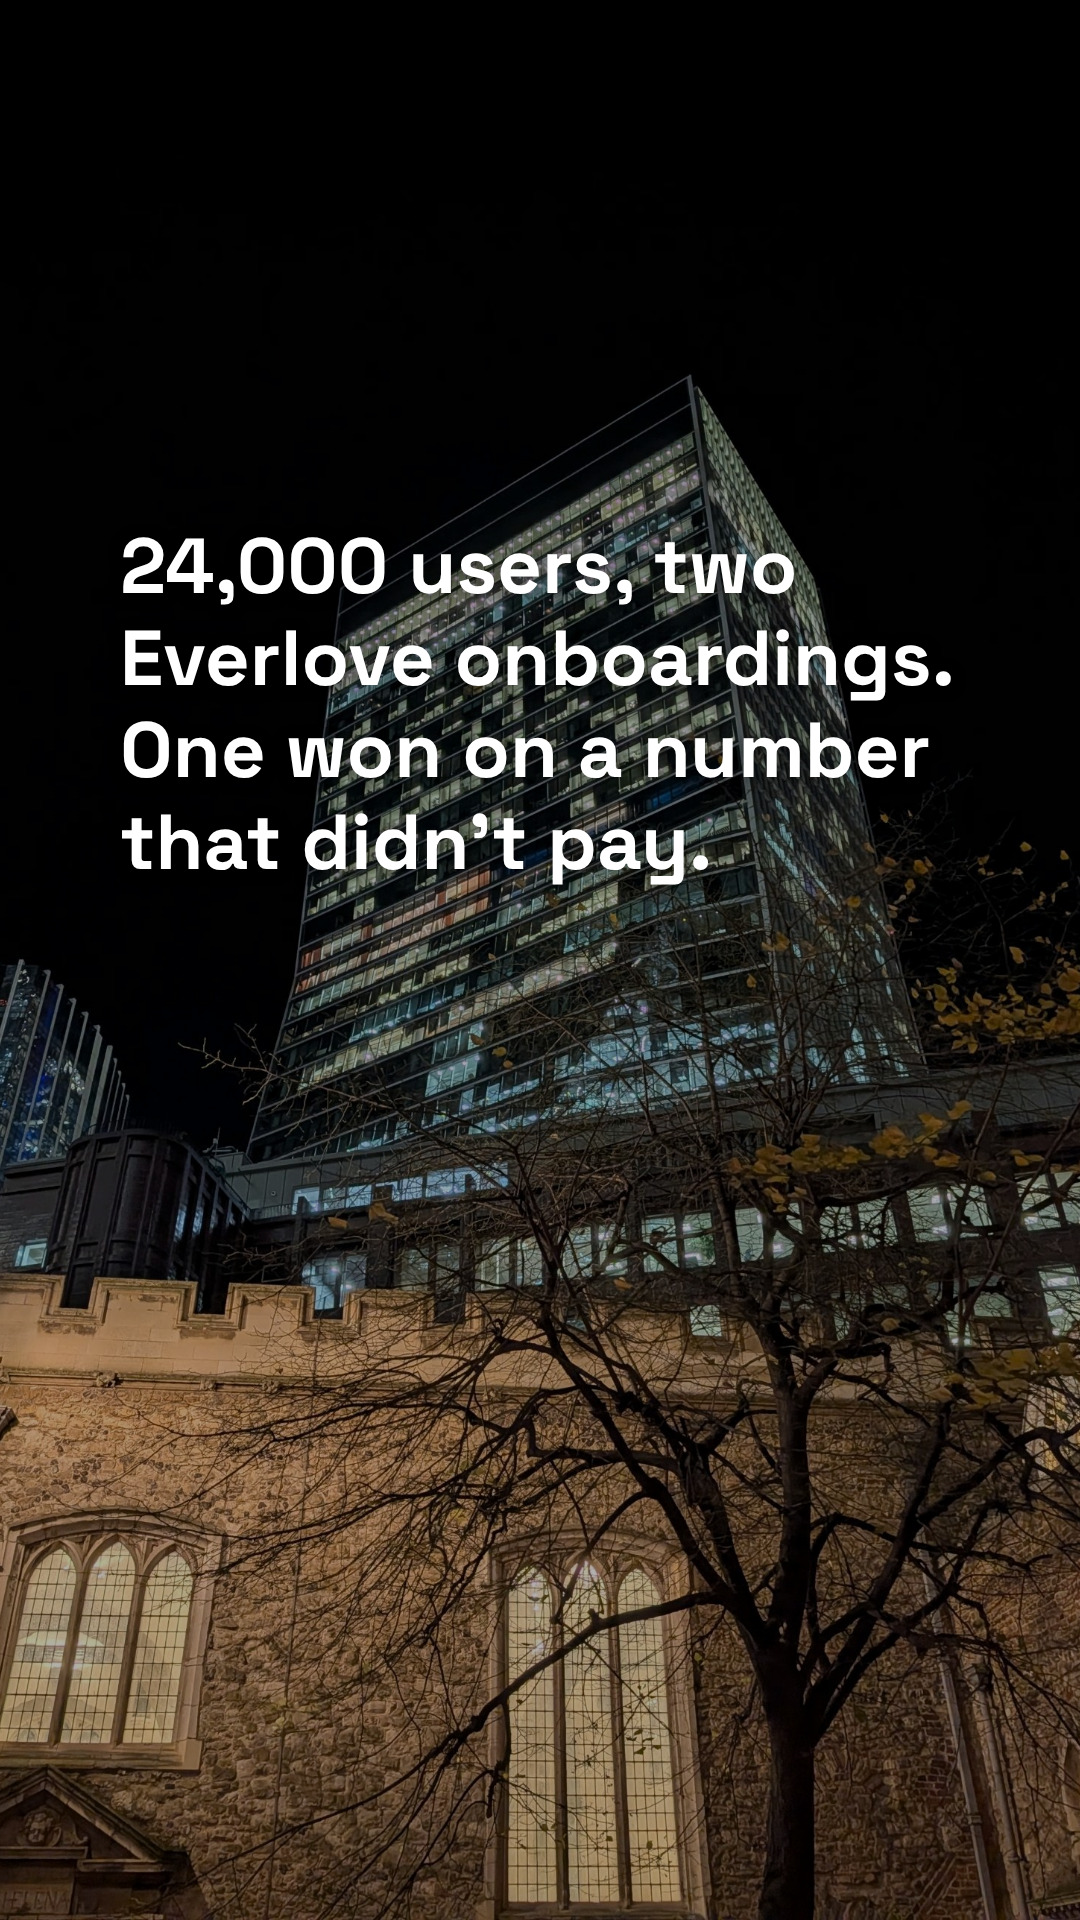 24,000 users, two
Everlove onboardings.
One won on a number
that didn’t pay.